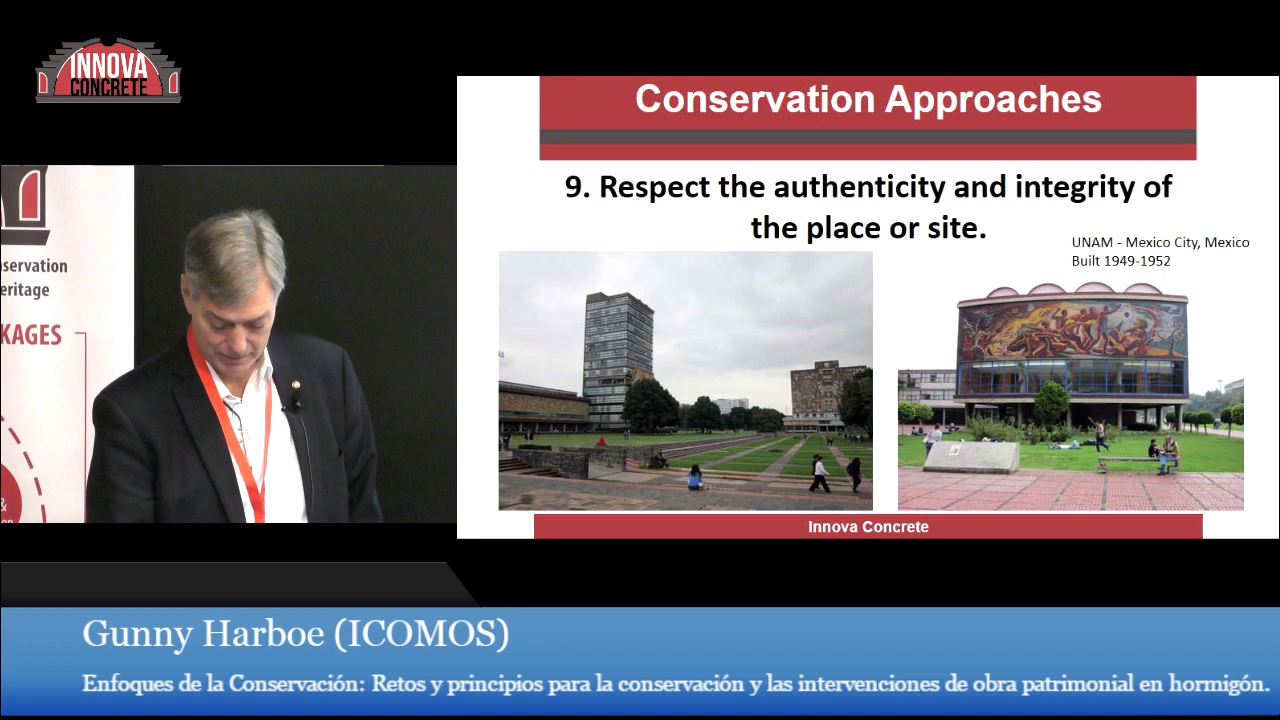 INNOVA
CONCRETE
Conservation Approaches
9. Respect the authenticity and integrity of
the place or site.
UNAM - Mexico City, Mexico
Built 1949-1952
servation
eritage
KAGES
&
Innova Concrete
Gunny Harboe (ICOMOS)
Enfoques de la Conservación: Retos y principios para la conservación y las intervenciones de obra patrimonial en hormigón.